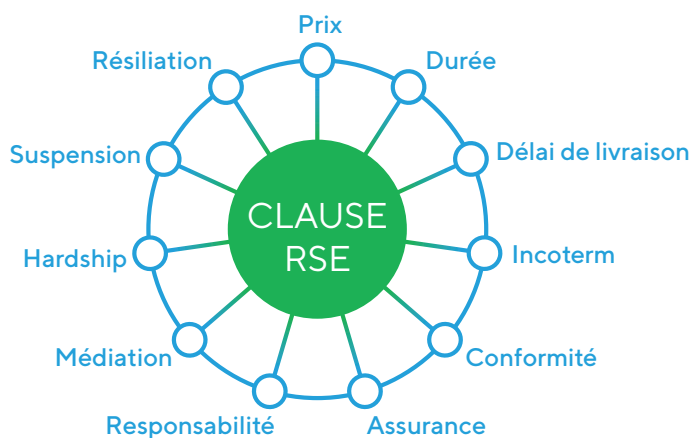 Prix
Résiliation
Durée
Suspension
Délai de livraison
CLAUSE
RSE
Hardship
Incoterm
Médiation
Conformité
Responsabilité
Assurance